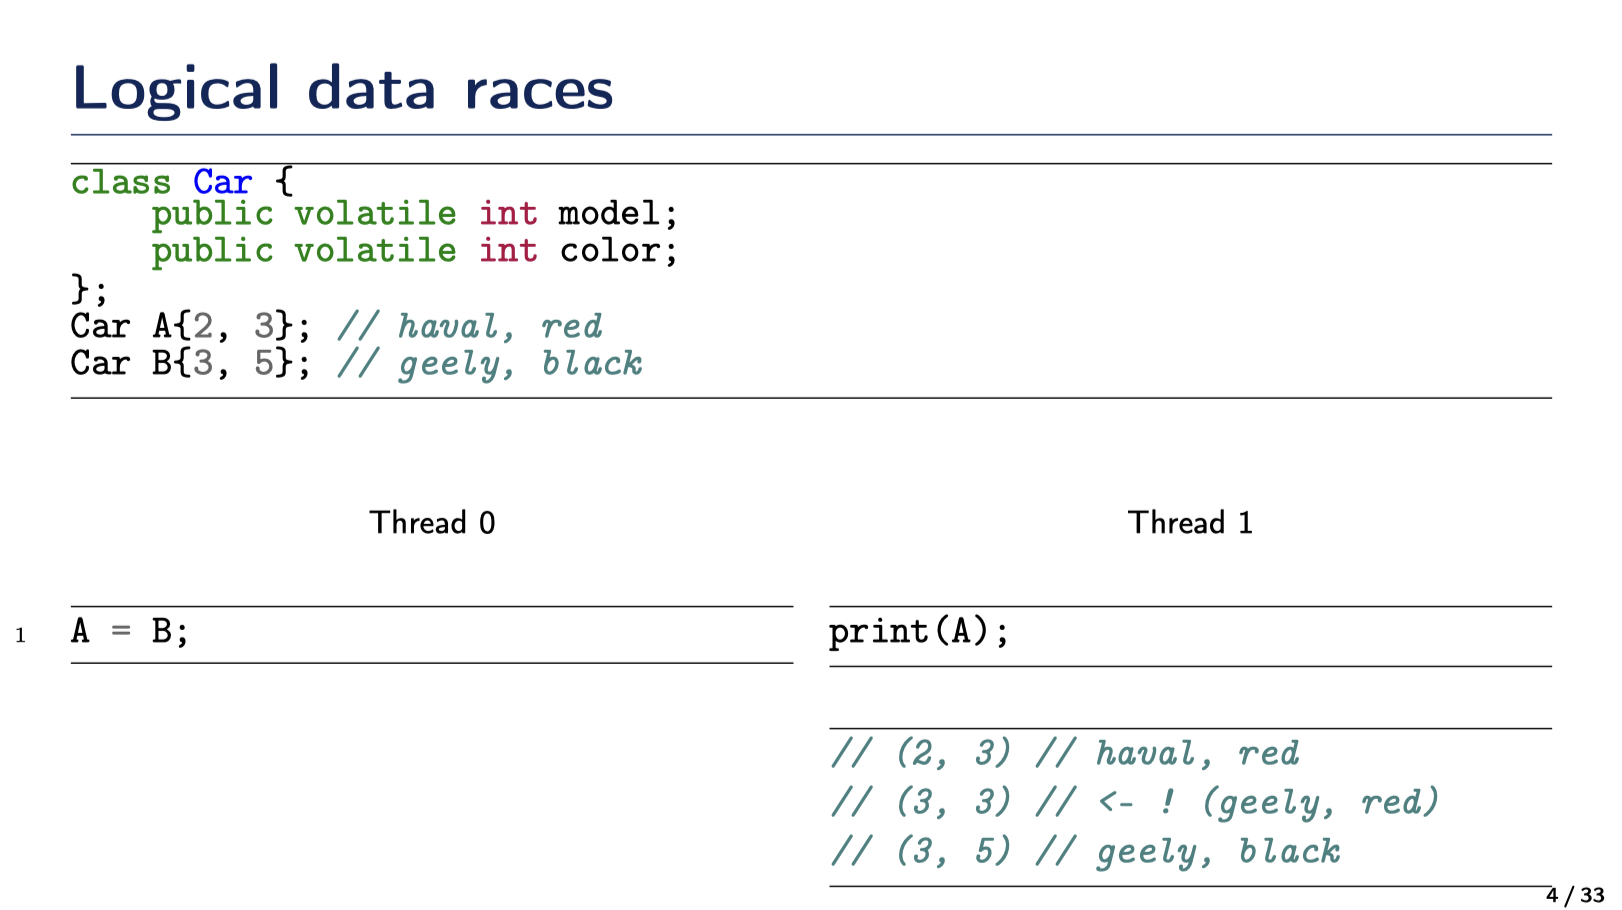 Logical data races
class Car {
    public volatile int model;
    public volatile int color;
};
Car A{2, 3}; // haval, red
Car B{3, 5}; // geely, black
Thread 0
Thread 1
1 A = B;
print(A);
// (2, 3) // haval, red
// (3, 3) // <- ! (geely, red)
// (3, 5) // geely, black
4 / 33